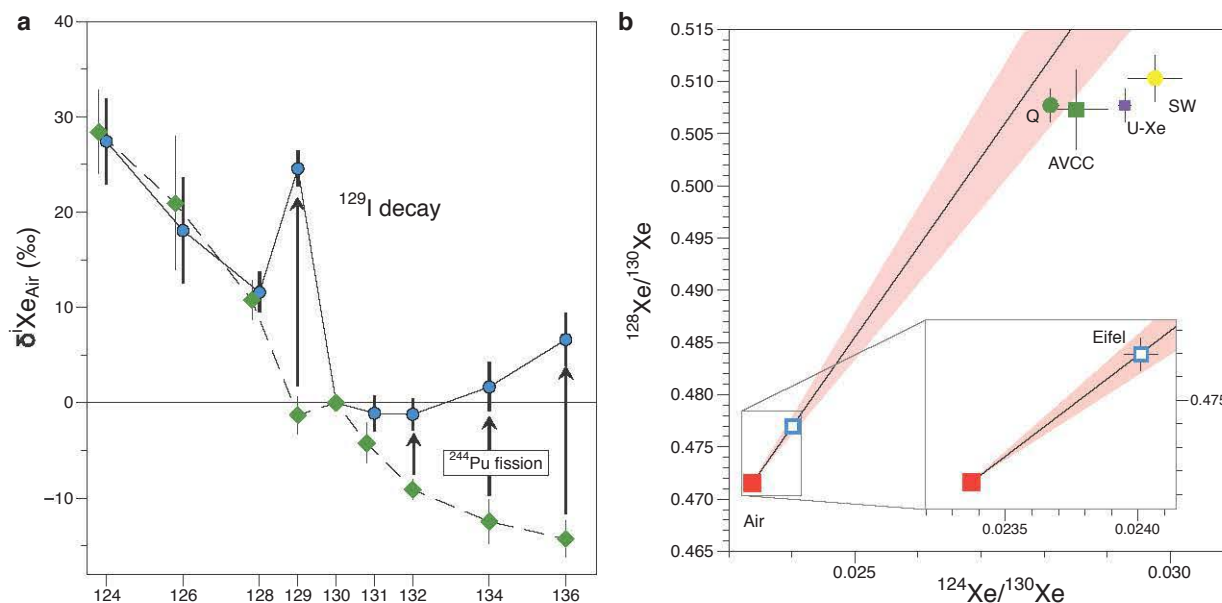 a
40
30
20
10
0
−10
δⁱXe_Air (‰)
¹²⁹I decay
²⁴⁴Pu fission
124 126 128 129 130 131 132 134 136
b
0.515
0.510
0.505
0.500
0.495
0.490
0.485
0.480
0.475
0.470
0.465
¹²⁸Xe/¹³⁰Xe
Q
AVCC
U-Xe
SW
Eifel
0.475
0.0235 0.0240
Air
0.025 0.030
¹²⁴Xe/¹³⁰Xe